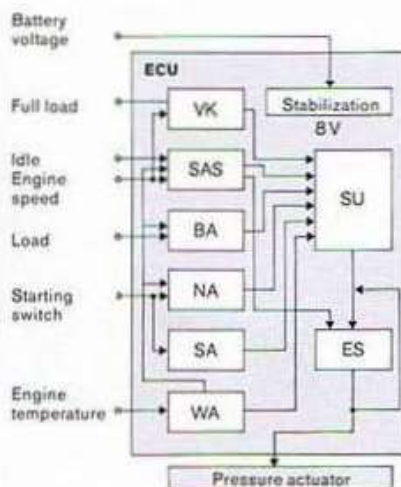 Battery
voltage
ECU
Full load
VK
Stabilization
8 V
Idle
Engine
speed
SAS
SU
Load
BA
Starting
switch
NA
SA
ES
Engine
temperature
WA
Pressure actuator